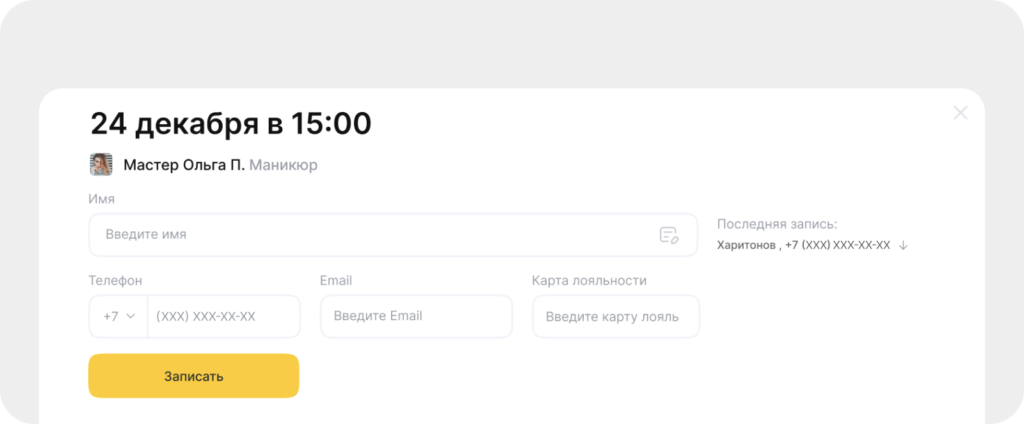 24 декабря в 15:00
Мастер Ольга П. Маникюр
Имя
Введите имя
Последняя запись:
Харитонов , +7 (XXX) XXX-XX-XX
Телефон
Email
Карта лояльности
+7
(XXX) XXX-XX-XX
Введите Email
Введите карту лояль
Записать